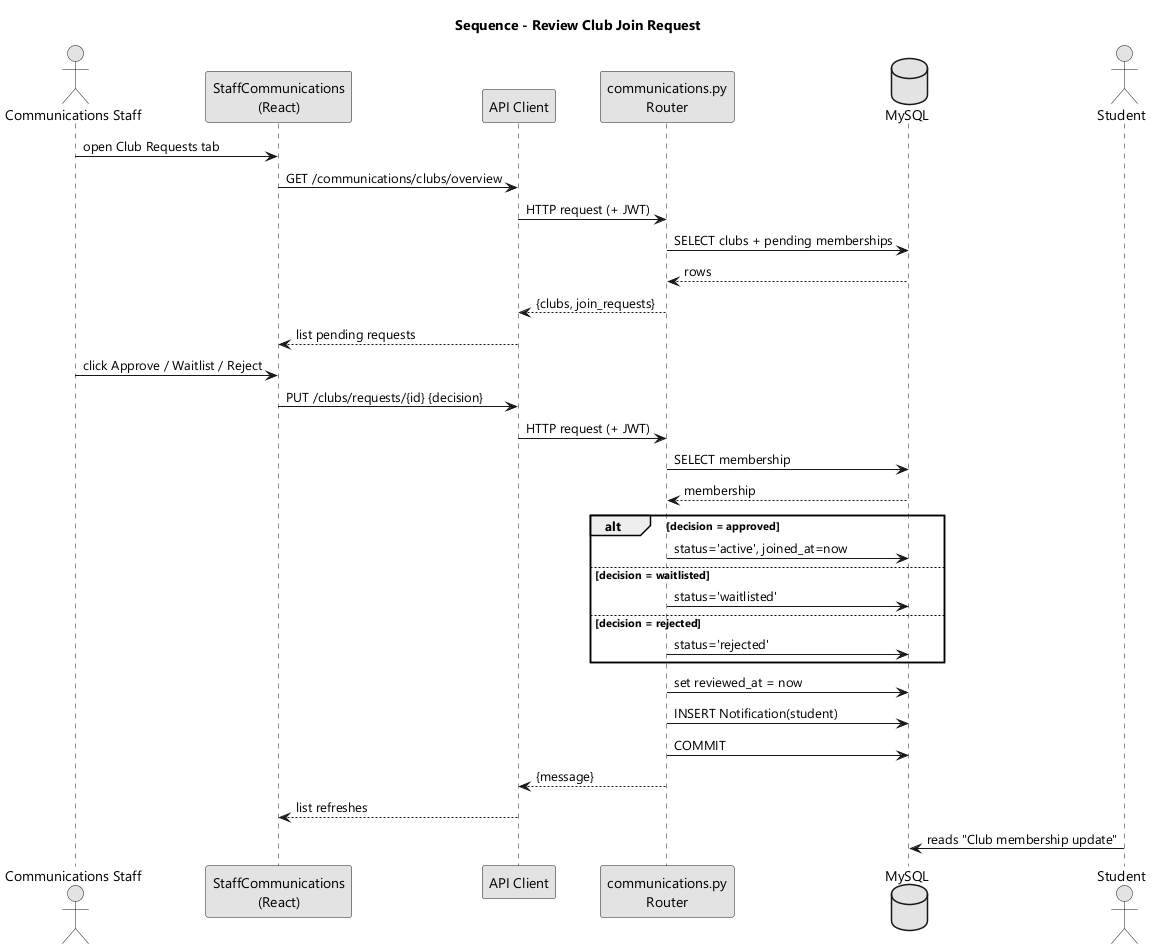 Sequence - Review Club Join Request
Communications Staff
StaffCommunications
(React)
API Client
communications.py
Router
MySQL
Student
open Club Requests tab
GET /communications/clubs/overview
HTTP request (+ JWT)
SELECT clubs + pending memberships
rows
{clubs, join_requests}
list pending requests
click Approve / Waitlist / Reject
PUT /clubs/requests/{id} {decision}
HTTP request (+ JWT)
SELECT membership
membership
alt [decision = approved]
status='active', joined_at=now
[decision = waitlisted]
status='waitlisted'
[decision = rejected]
status='rejected'
set reviewed_at = now
INSERT Notification(student)
COMMIT
{message}
list refreshes
reads "Club membership update"
Communications Staff
StaffCommunications
(React)
API Client
communications.py
Router
MySQL
Student